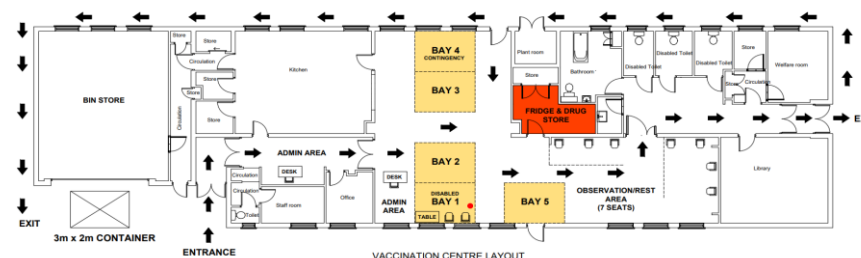 BIN STORE
Store
Store
Circulation
Store
Store
Store
Circulation
Kitchen
BAY 4
CONTINGENCY
BAY 3
Plant room
Store
Bathroom
Disabled Toilet
Disabled Toilet
Disabled Toilet
Store
Store
Circulation
Welfare room
FRIDGE & DRUG
STORE
E
ADMIN AREA
DESK
Circulation
Circulation
Toilet
Staff room
Office
DESK
ADMIN
AREA
BAY 2
DISABLED
BAY 1
TABLE
BAY 5
OBSERVATION/REST
AREA
(7 SEATS)
Library
EXIT
3m x 2m CONTAINER
ENTRANCE
VACCINATION CENTRE LAYOUT